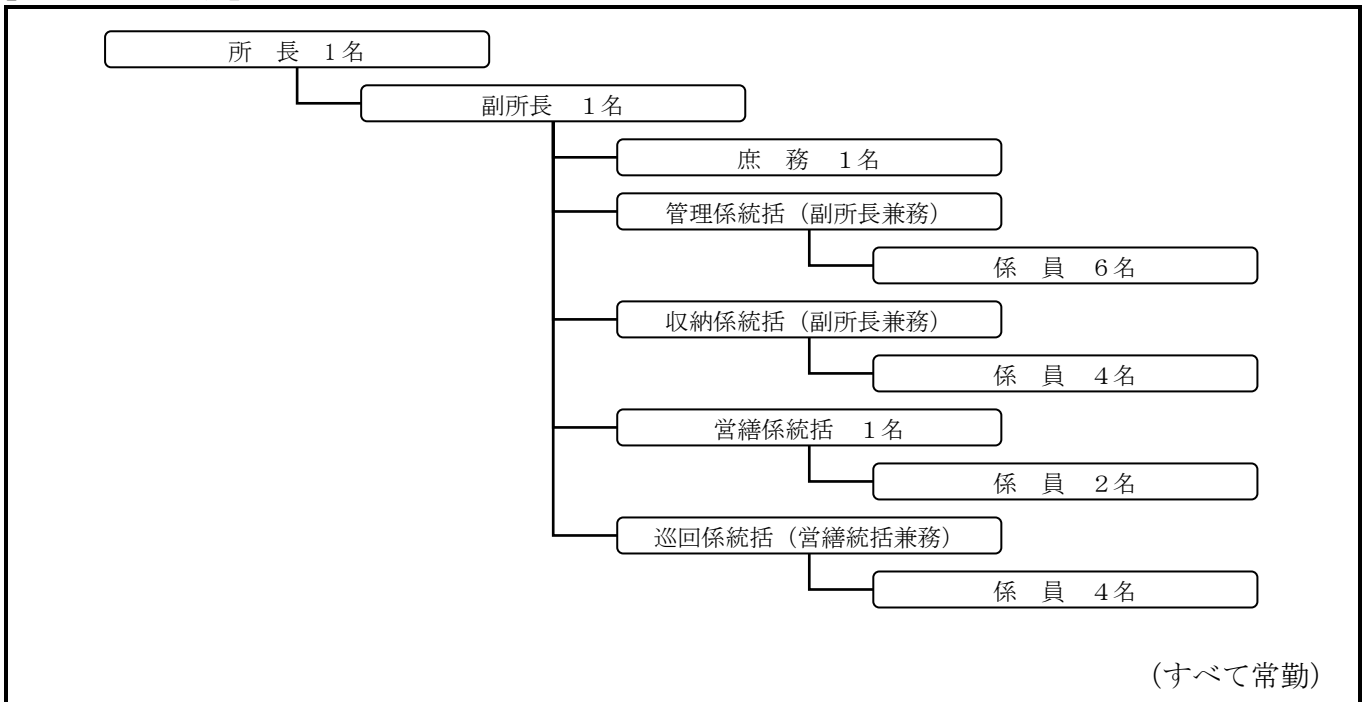 所　長　１名
副所長　１名
庶　務　１名
管理係統括（副所長兼務）
係　員　６名
収納係統括（副所長兼務）
係　員　４名
営繕係統括　１名
係　員　２名
巡回係統括（営繕統括兼務）
係　員　４名
（すべて常勤）